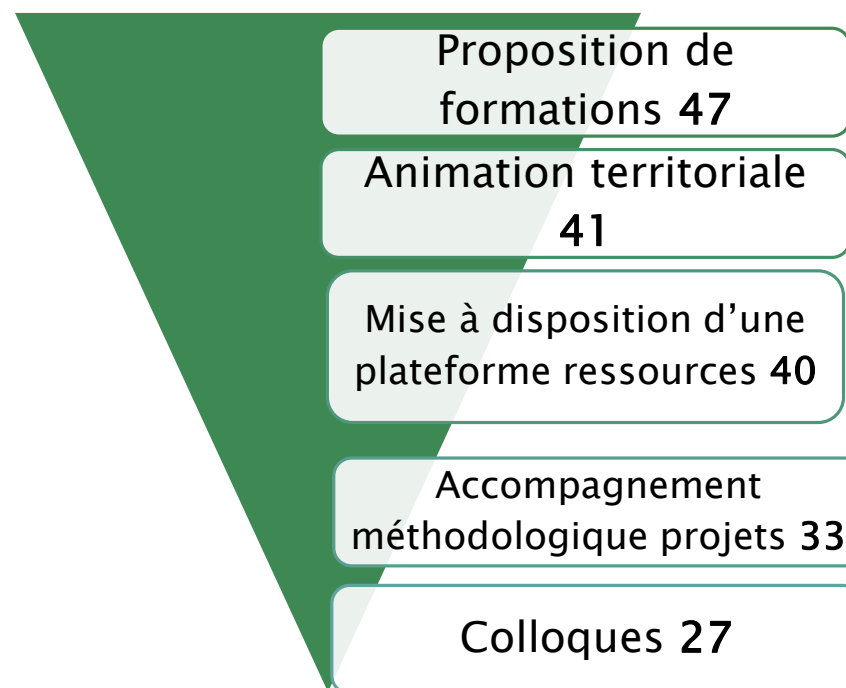 Proposition de
formations 47
Animation territoriale
41
Mise à disposition d’une
plateforme ressources 40
Accompagnement
méthodologique projets 33
Colloques 27